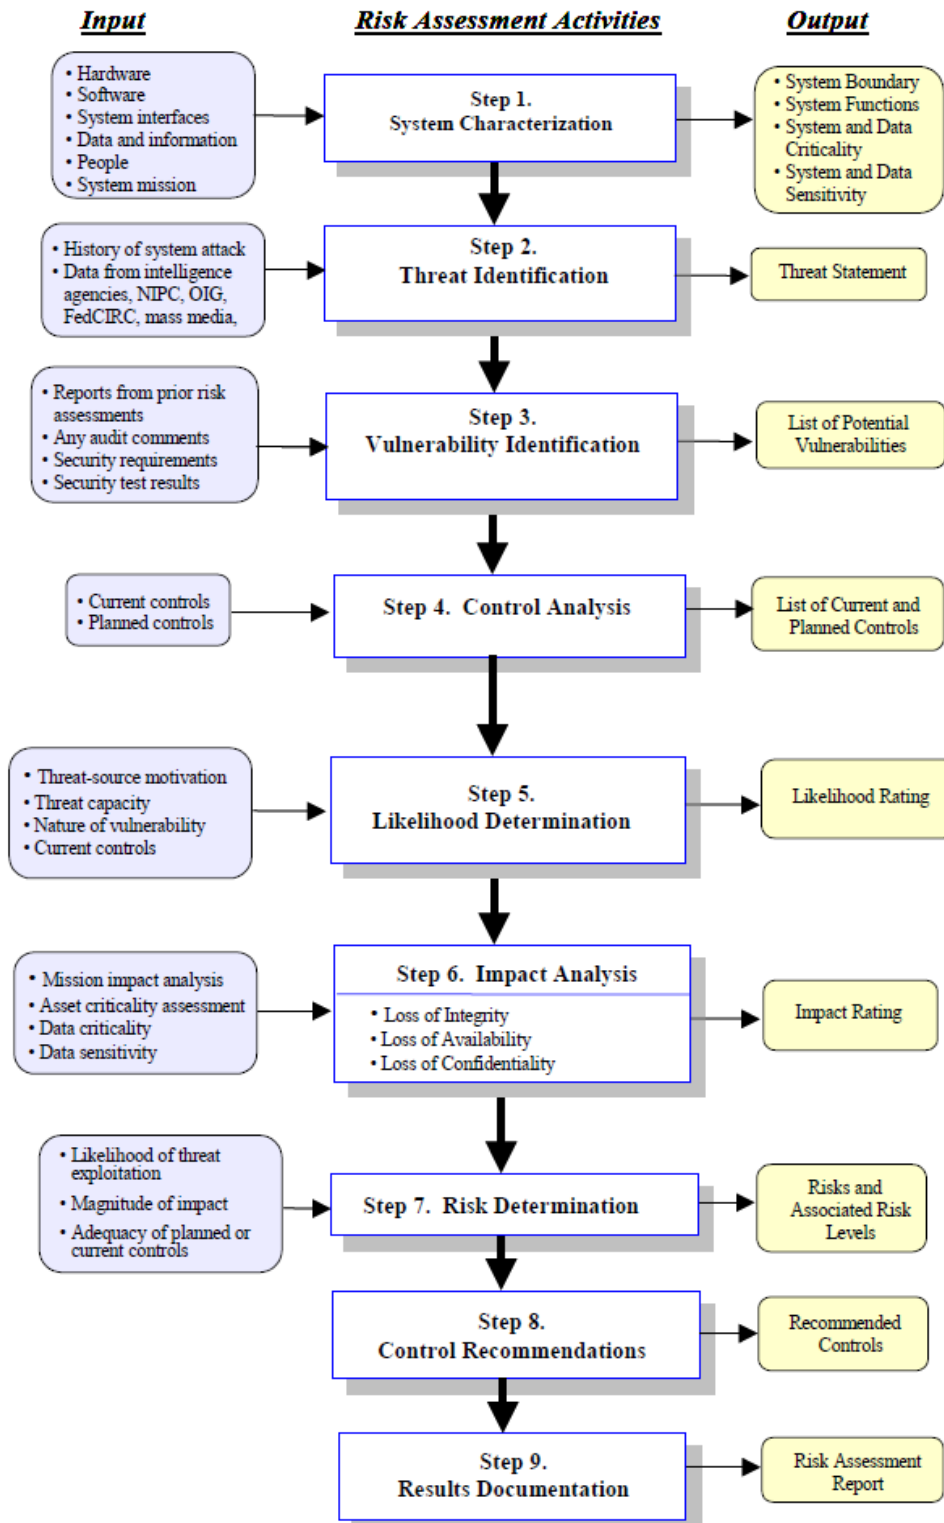 Input
Risk Assessment Activities
Output
• Hardware
• Software
• System interfaces
• Data and information
• People
• System mission
Step 1.
System Characterization
• System Boundary
• System Functions
• System and Data
Criticality
• System and Data
Sensitivity
• History of system attack
• Data from intelligence
agencies, NIPC, OIG,
FedCIRC, mass media,
Step 2.
Threat Identification
Threat Statement
• Reports from prior risk
assessments
• Any audit comments
• Security requirements
• Security test results
Step 3.
Vulnerability Identification
List of Potential
Vulnerabilities
• Current controls
• Planned controls
Step 4. Control Analysis
List of Current and
Planned Controls
• Threat-source motivation
• Threat capacity
• Nature of vulnerability
• Current controls
Step 5.
Likelihood Determination
Likelihood Rating
• Mission impact analysis
• Asset criticality assessment
• Data criticality
• Data sensitivity
Step 6. Impact Analysis
• Loss of Integrity
• Loss of Availability
• Loss of Confidentiality
Impact Rating
• Likelihood of threat
exploitation
• Magnitude of impact
• Adequacy of planned or
current controls
Step 7. Risk Determination
Risks and
Associated Risk
Levels
Step 8.
Control Recommendations
Recommended
Controls
Step 9.
Results Documentation
Risk Assessment
Report